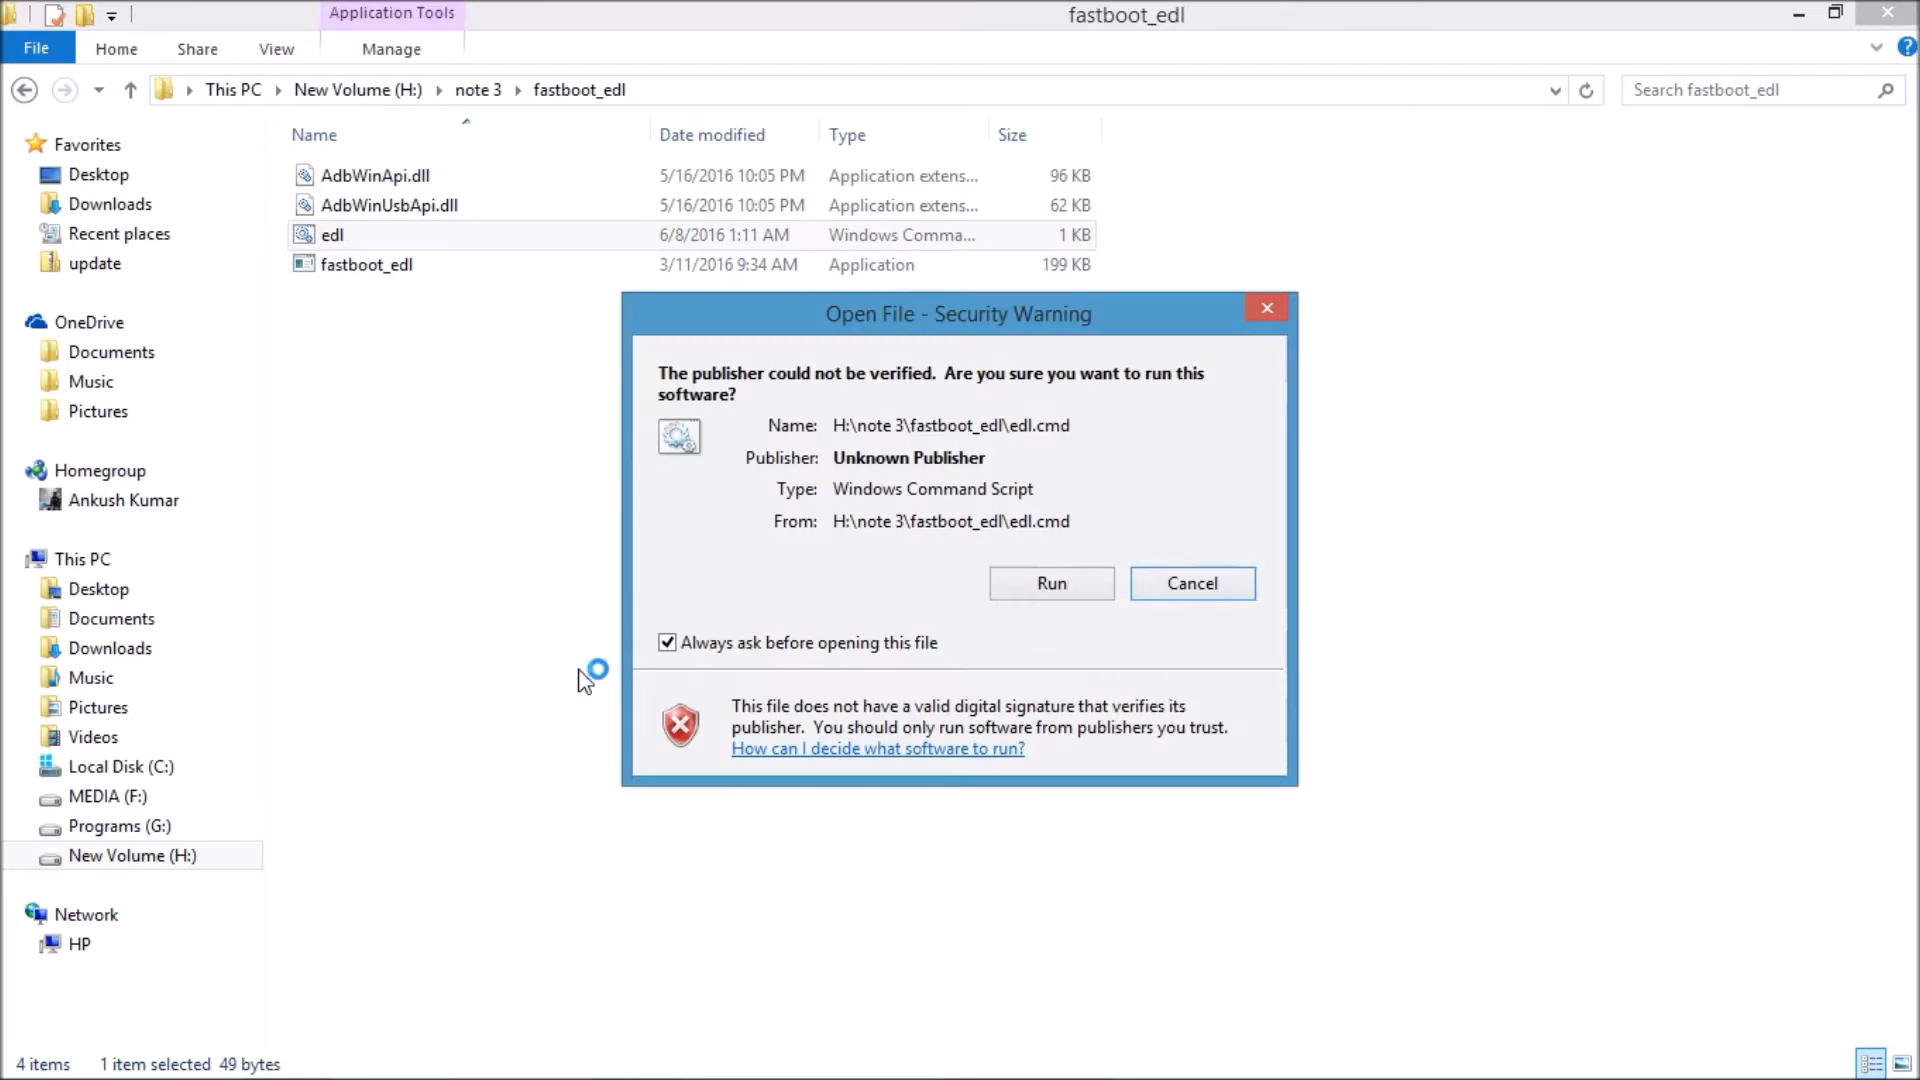 Application Tools
fastboot_edl
File
Home
Share
View
Manage
This PC
New Volume (H:)
note 3
fastboot_edl
Search fastboot_edl
Name
Date modified
Type
Size
AdbWinApi.dll 5/16/2016 10:05 PM Application extens... 96 KB
AdbWinUsbApi.dll 5/16/2016 10:05 PM Application extens... 62 KB
edl 6/8/2016 1:11 AM Windows Comma... 1 KB
fastboot_edl 3/11/2016 9:34 AM Application 199 KB
Favorites
Desktop
Downloads
Recent places
update
OneDrive
Documents
Music
Pictures
Homegroup
Ankush Kumar
This PC
Desktop
Documents
Downloads
Music
Pictures
Videos
Local Disk (C:)
MEDIA (F:)
Programs (G:)
New Volume (H:)
Network
HP
Open File - Security Warning
The publisher could not be verified. Are you sure you want to run this
software?
Name: H:\note 3\fastboot_edl\edl.cmd
Publisher: Unknown Publisher
Type: Windows Command Script
From: H:\note 3\fastboot_edl\edl.cmd
Run
Cancel
Always ask before opening this file
This file does not have a valid digital signature that verifies its
publisher. You should only run software from publishers you trust.
How can I decide what software to run?
4 items 1 item selected 49 bytes